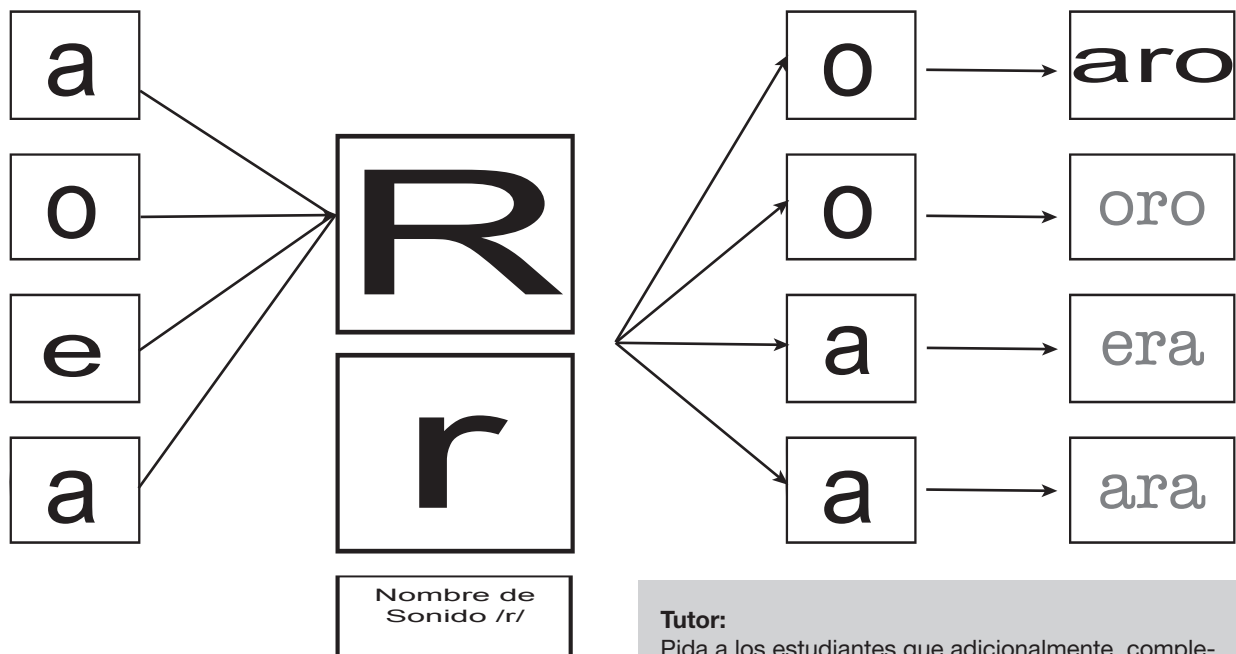 a
o
e
a
R
r
Nombre de
Sonido /r/
o
o
a
a
aro
oro
era
ara
Tutor:
Pida a los estudiantes que adicionalmente, comple-